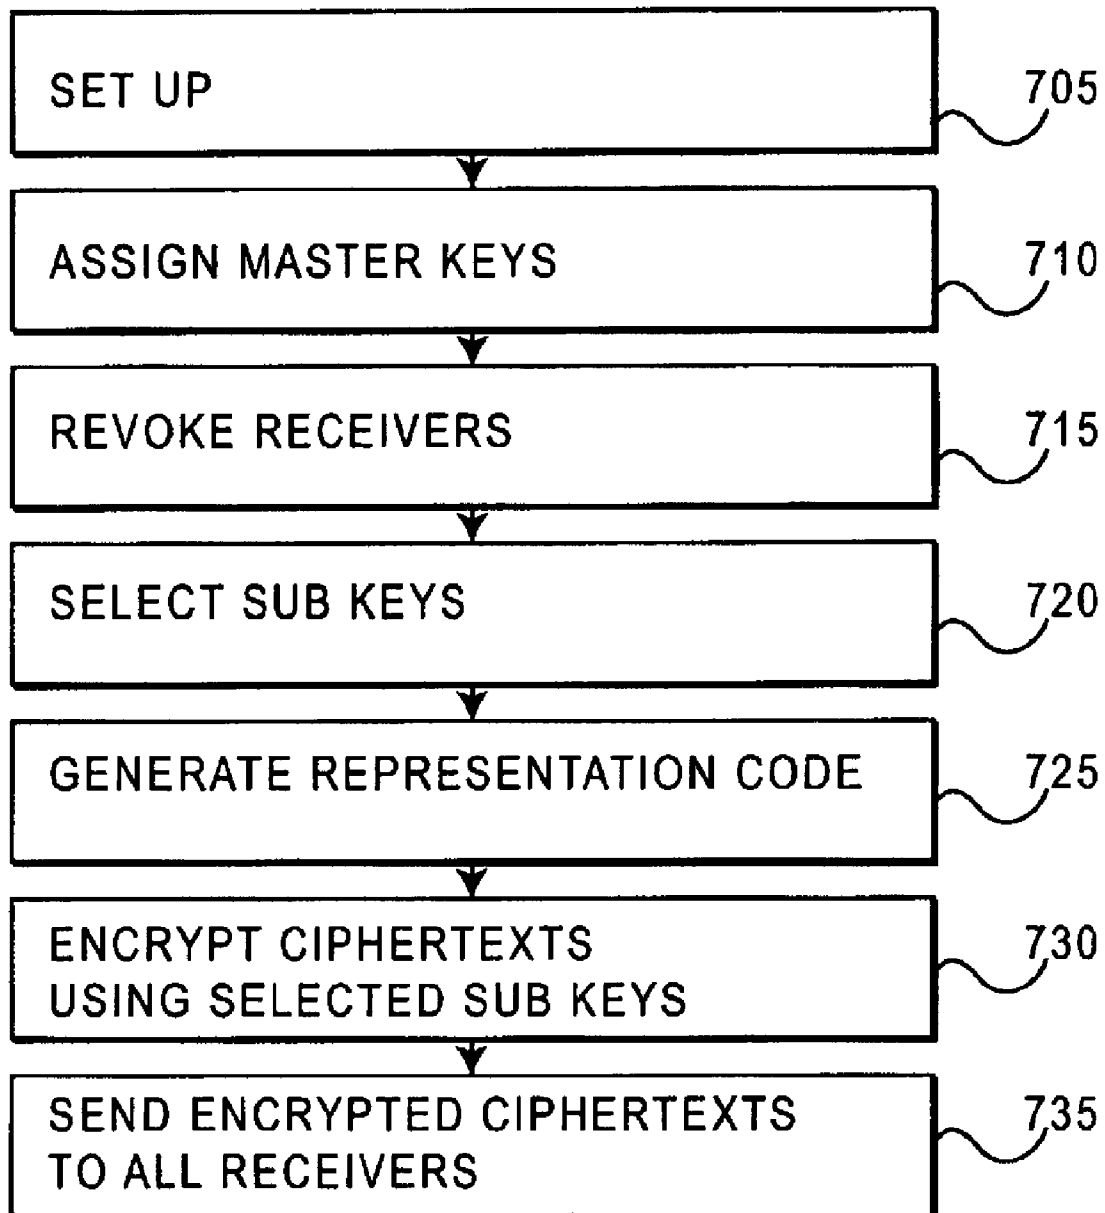 SET UP
705
ASSIGN MASTER KEYS
710
REVOKE RECEIVERS
715
SELECT SUB KEYS
720
GENERATE REPRESENTATION CODE
725
ENCRYPT CIPHERTEXTS
USING SELECTED SUB KEYS
730
SEND ENCRYPTED CIPHERTEXTS
TO ALL RECEIVERS
735